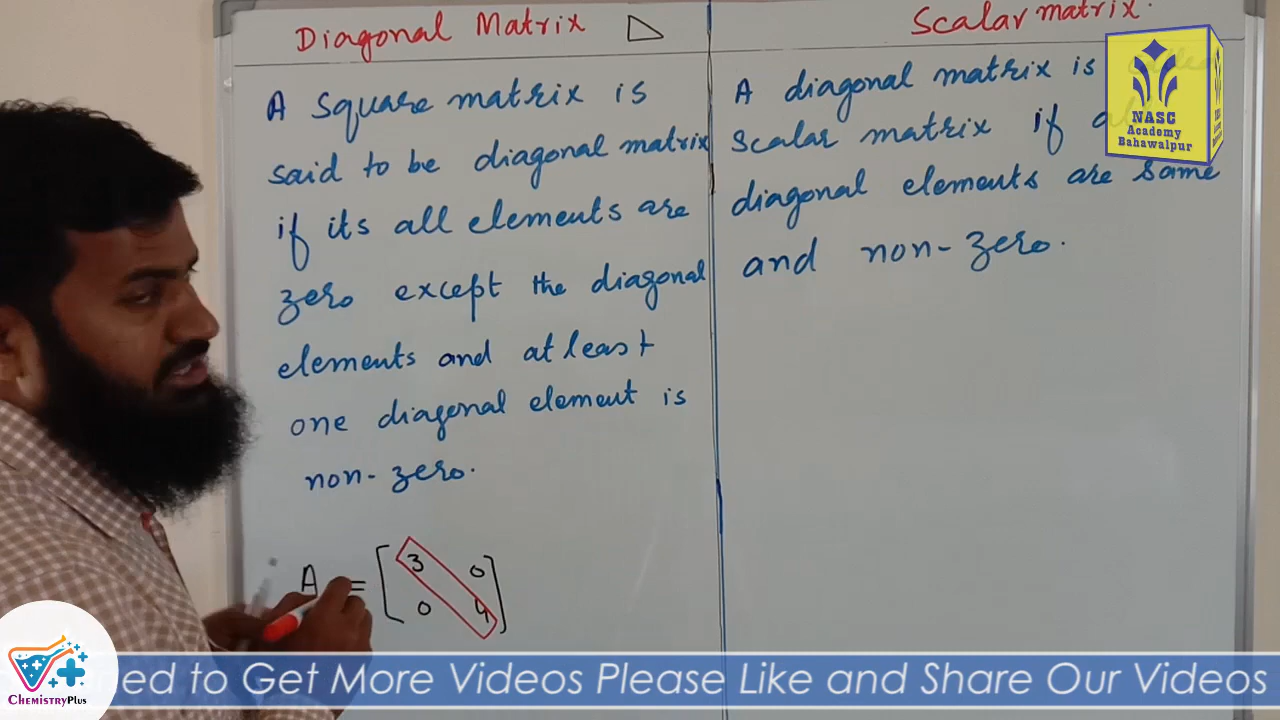 Diagonal Matrix
A square matrix is
said to be diagonal matrix
if its all elements are
zero except the diagonal
elements and at least
one diagonal element is
non-zero.
A = [ 3 0
0 4 ]
Scalar matrix.
A diagonal matrix is
scalar matrix if
diagonal elements are same
and non-zero.
NASC
Academy
Bahawalpur
ChemistryPlus
ed to Get More Videos Please Like and Share Our Videos